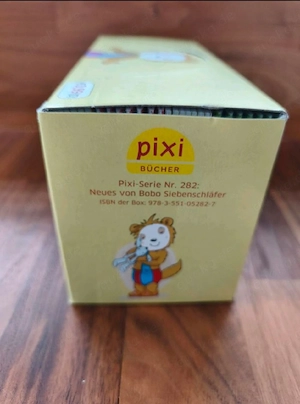 pixi
BÜCHER
Pixi-Serie Nr. 282:
Neues von Bobo Siebenschläfer
ISBN der Box: 978-3-551-05282-7